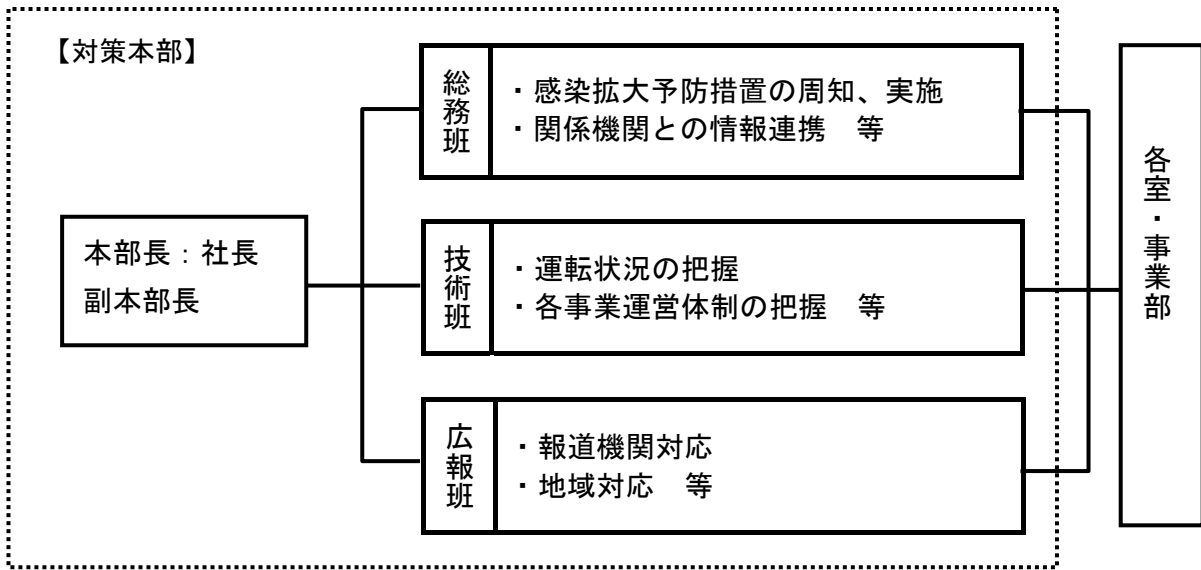 【対策本部】
本部長：社長
副本部長
総務班
・感染拡大予防措置の周知、実施
・関係機関との情報連携　等
技術班
・運転状況の把握
・各事業運営体制の把握　等
広報班
・報道機関対応
・地域対応　等
各室・事業部